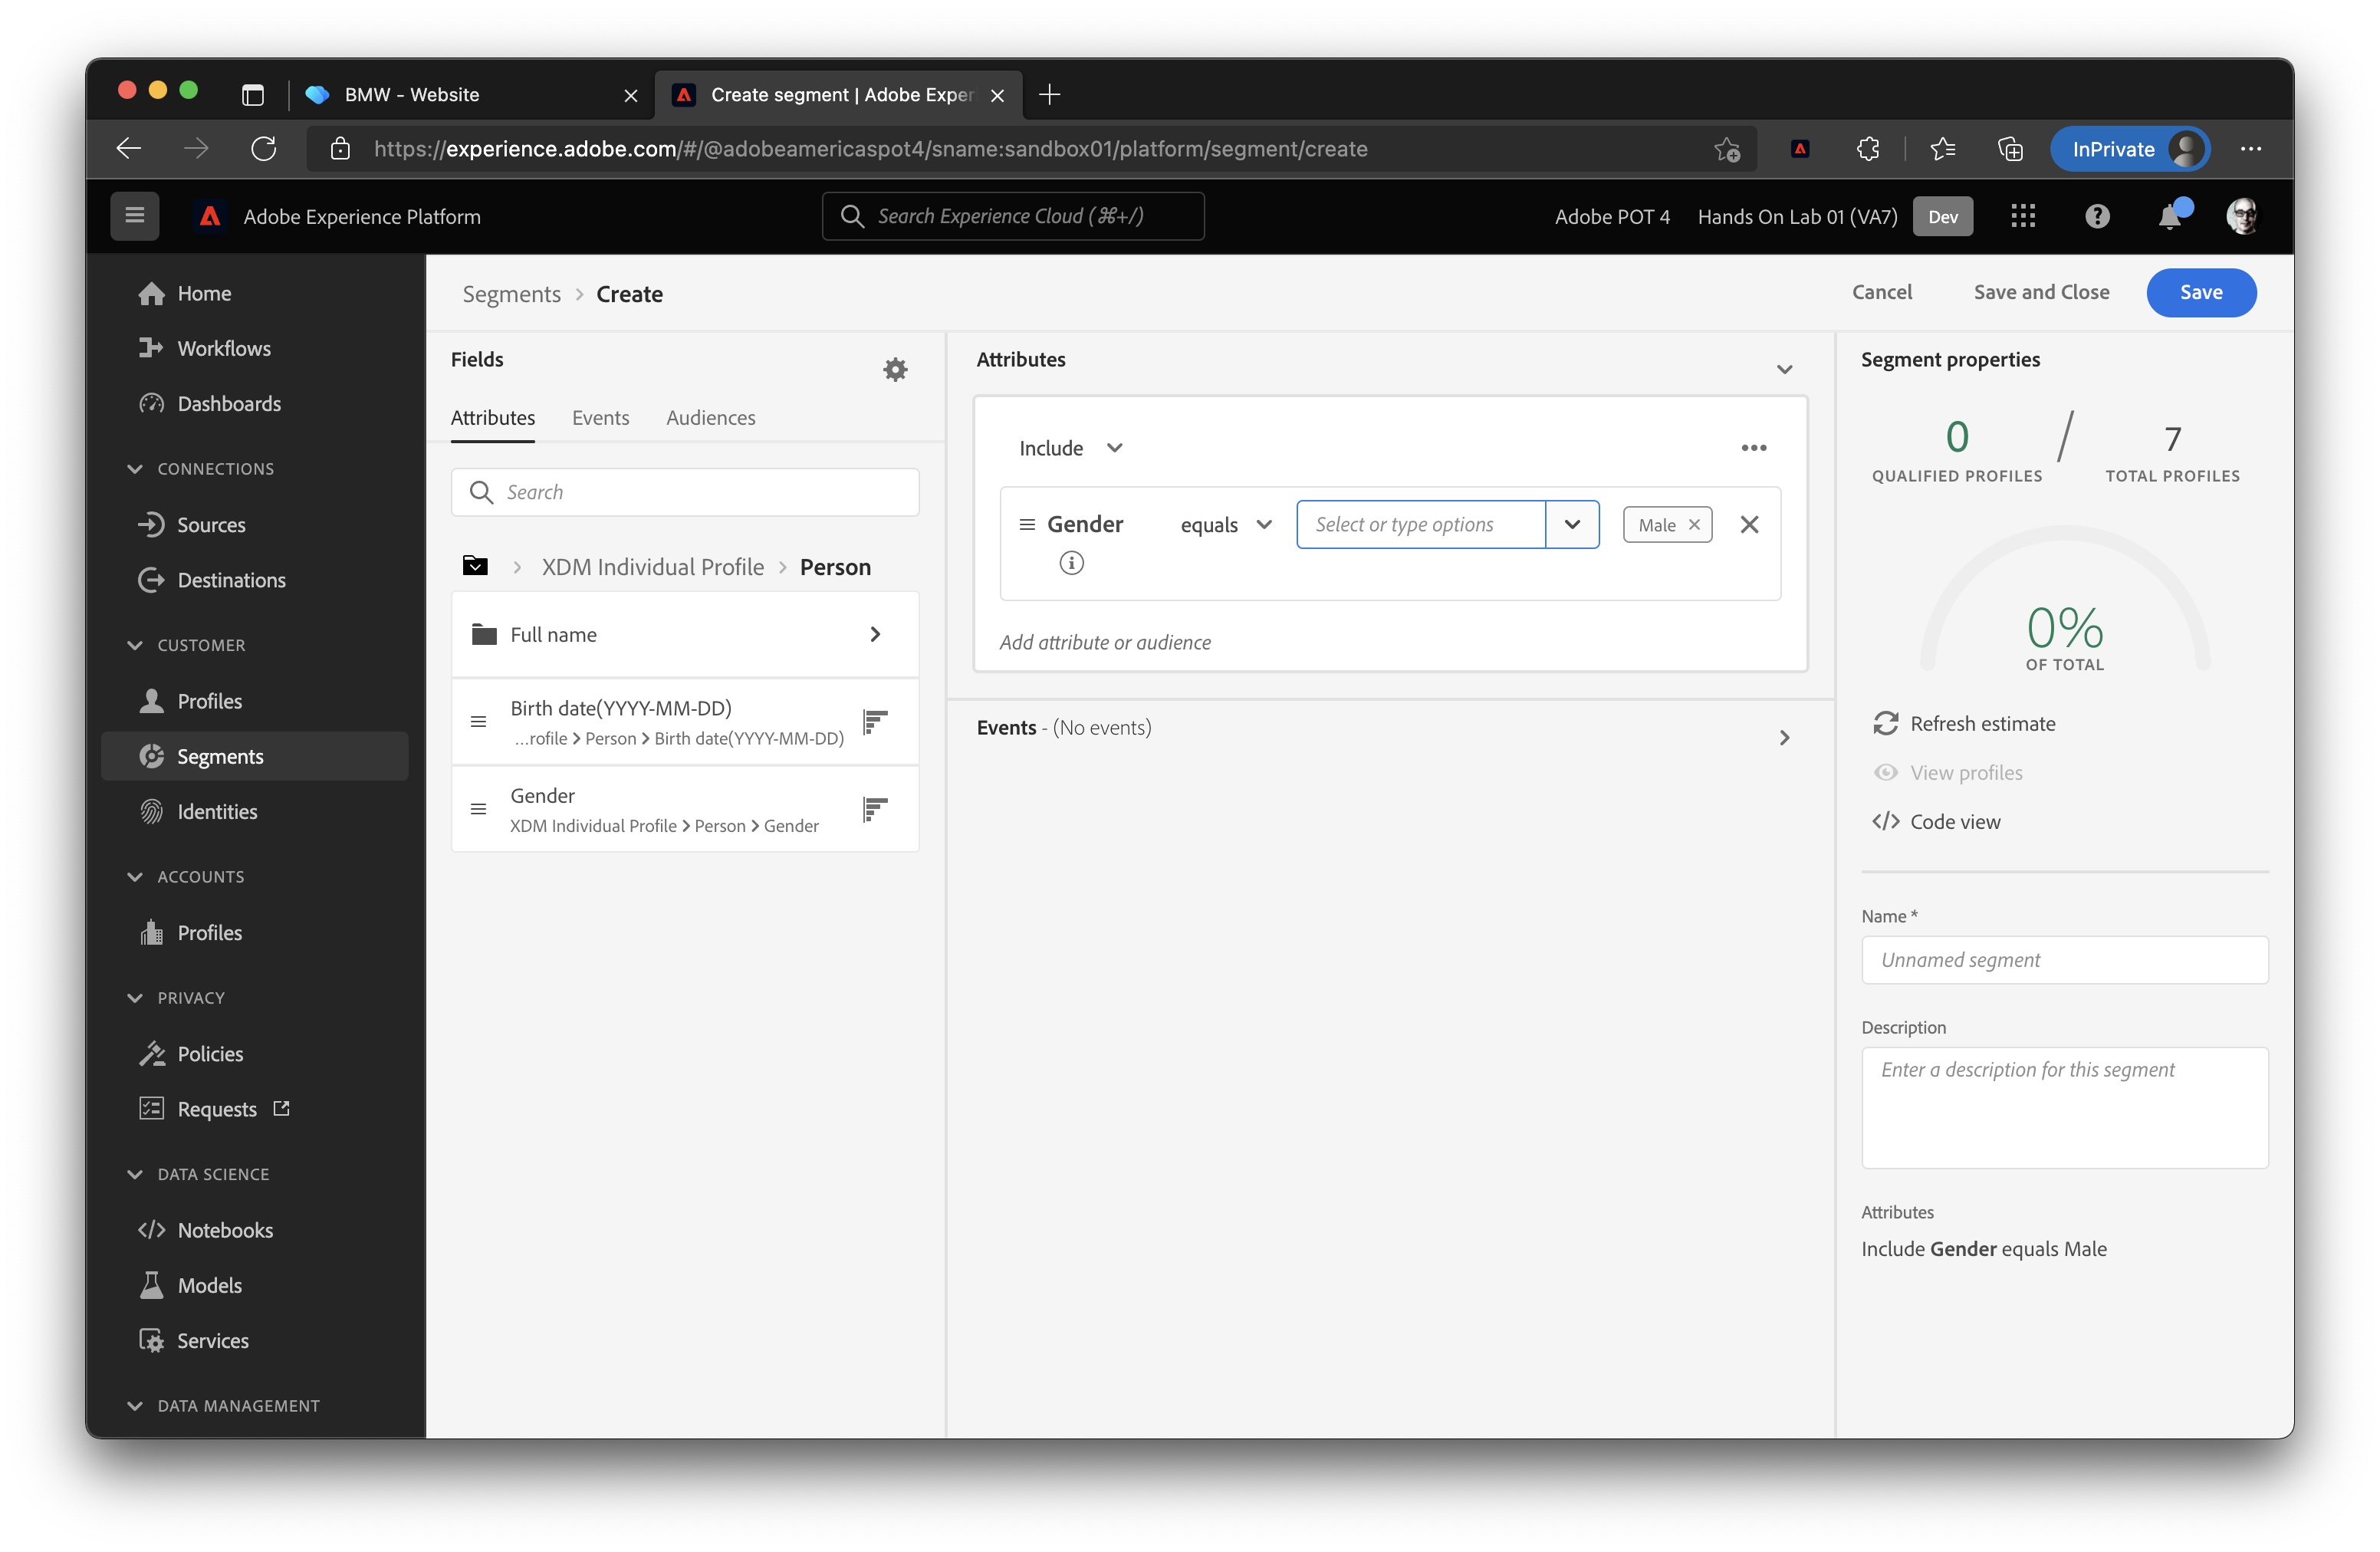 BMW - Website
Create segment | Adobe Exper
https://experience.adobe.com/#/@adobeamericaspot4/sname:sandbox01/platform/segment/create
InPrivate
Adobe Experience Platform
Search Experience Cloud (⌘+/)
Adobe POT 4
Hands On Lab 01 (VA7)
Dev
Home
Workflows
Dashboards
CONNECTIONS
Sources
Destinations
CUSTOMER
Profiles
Segments
Identities
ACCOUNTS
Profiles
PRIVACY
Policies
Requests
DATA SCIENCE
Notebooks
Models
Services
DATA MANAGEMENT
Segments > Create
Cancel
Save and Close
Save
Fields
Attributes
Events
Audiences
Search
XDM Individual Profile > Person
Full name
Birth date(YYYY-MM-DD)
...rofile > Person > Birth date(YYYY-MM-DD)
Gender
XDM Individual Profile > Person > Gender
Attributes
Include
Gender
equals
Select or type options
Male
Add attribute or audience
Events - (No events)
Segment properties
0 / 7
QUALIFIED PROFILES
TOTAL PROFILES
0%
OF TOTAL
Refresh estimate
View profiles
Code view
Name *
Unnamed segment
Description
Enter a description for this segment
Attributes
Include Gender equals Male